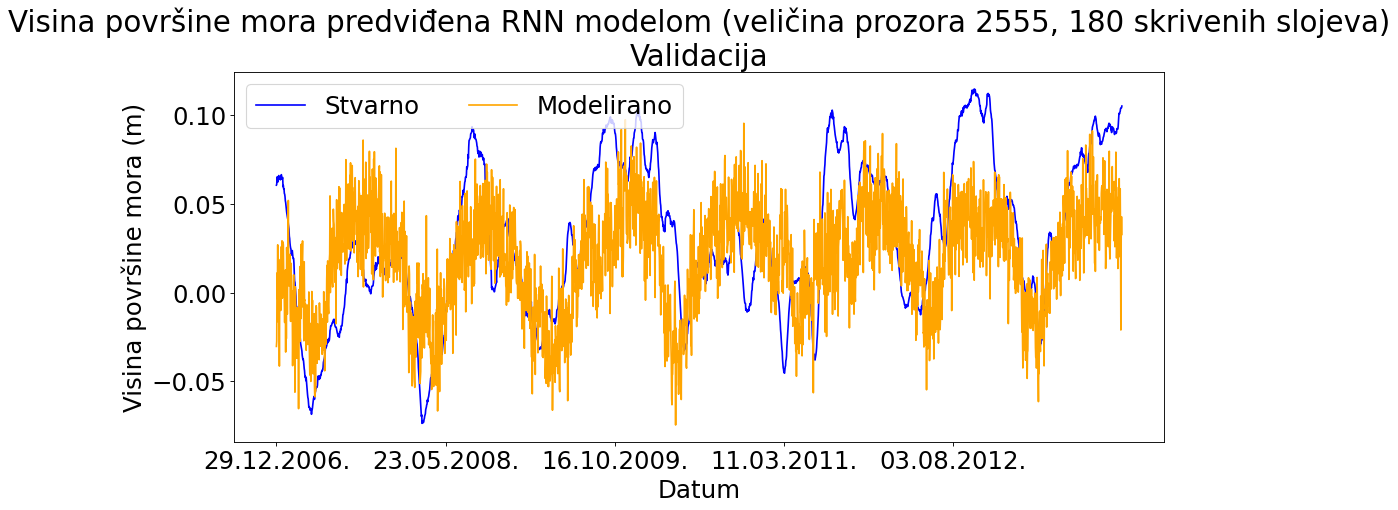 Visina površine mora predviđena RNN modelom (veličina prozora 2555, 180 skrivenih slojeva)
Validacija
Stvarno
Modelirano
Visina površine mora (m)
0.10
0.05
0.00
−0.05
29.12.2006.
23.05.2008.
16.10.2009.
11.03.2011.
03.08.2012.
Datum